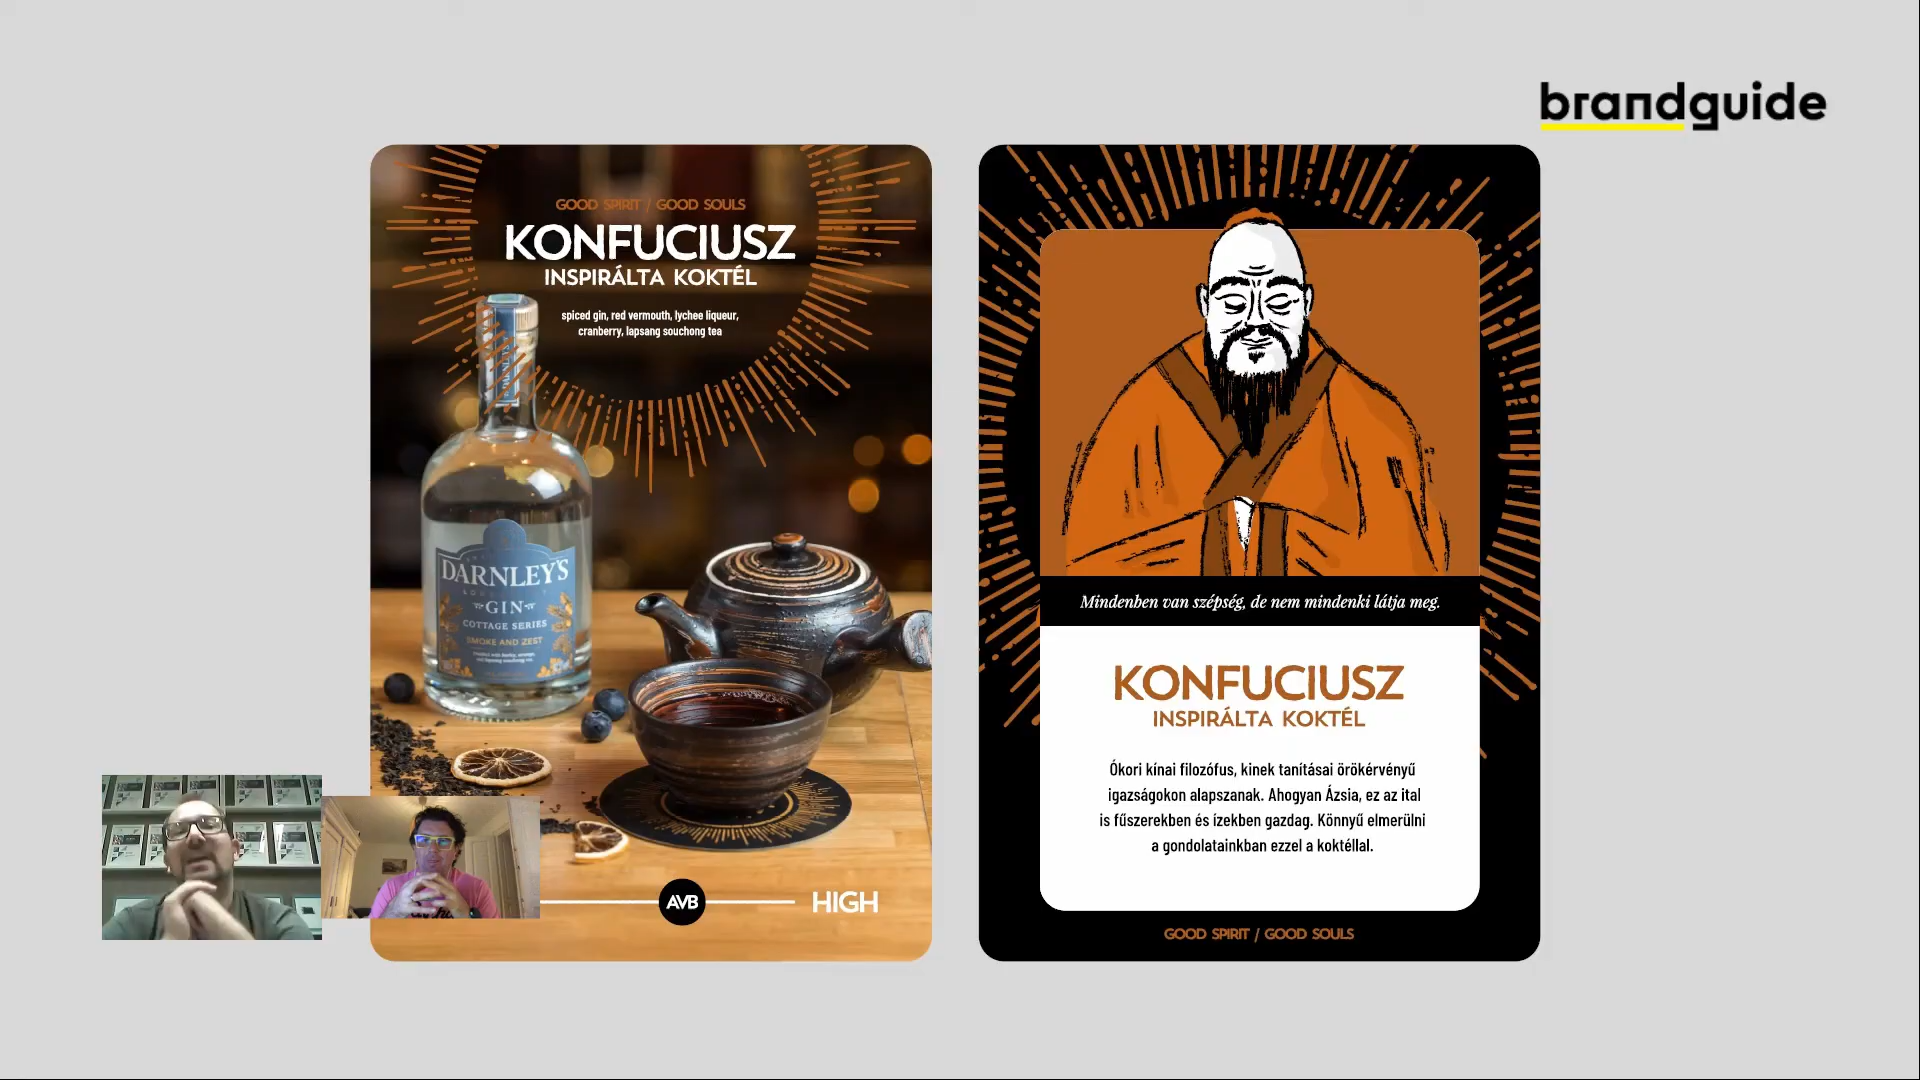 brandguide
GOOD SPIRIT / GOOD SOULS
KONFUCIUSZ
INSPIRÁLTA KOKTÉL
spiced gin, red vermouth, lychee liqueur,
cranberry, lapsang souchong tea
DARNLEY'S
GIN
COTTAGE SERIES
SMOKE AND ZEST
AVB
HIGH
Mindenben van szépség, de nem mindenki látja meg.
KONFUCIUSZ
INSPIRÁLTA KOKTÉL
Ókori kínai filozófus, kinek tanításai örökérvényű
igazságokon alapszanak. Ahogyan Ázsia, ez az ital
is fűszerekben és ízekben gazdag. Könnyű elmerülni
a gondolatainkban ezzel a koktéllal.
GOOD SPIRIT / GOOD SOULS